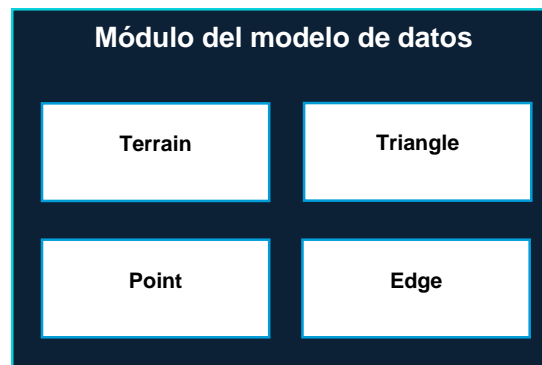 Módulo del modelo de datos
Terrain
Triangle
Point
Edge